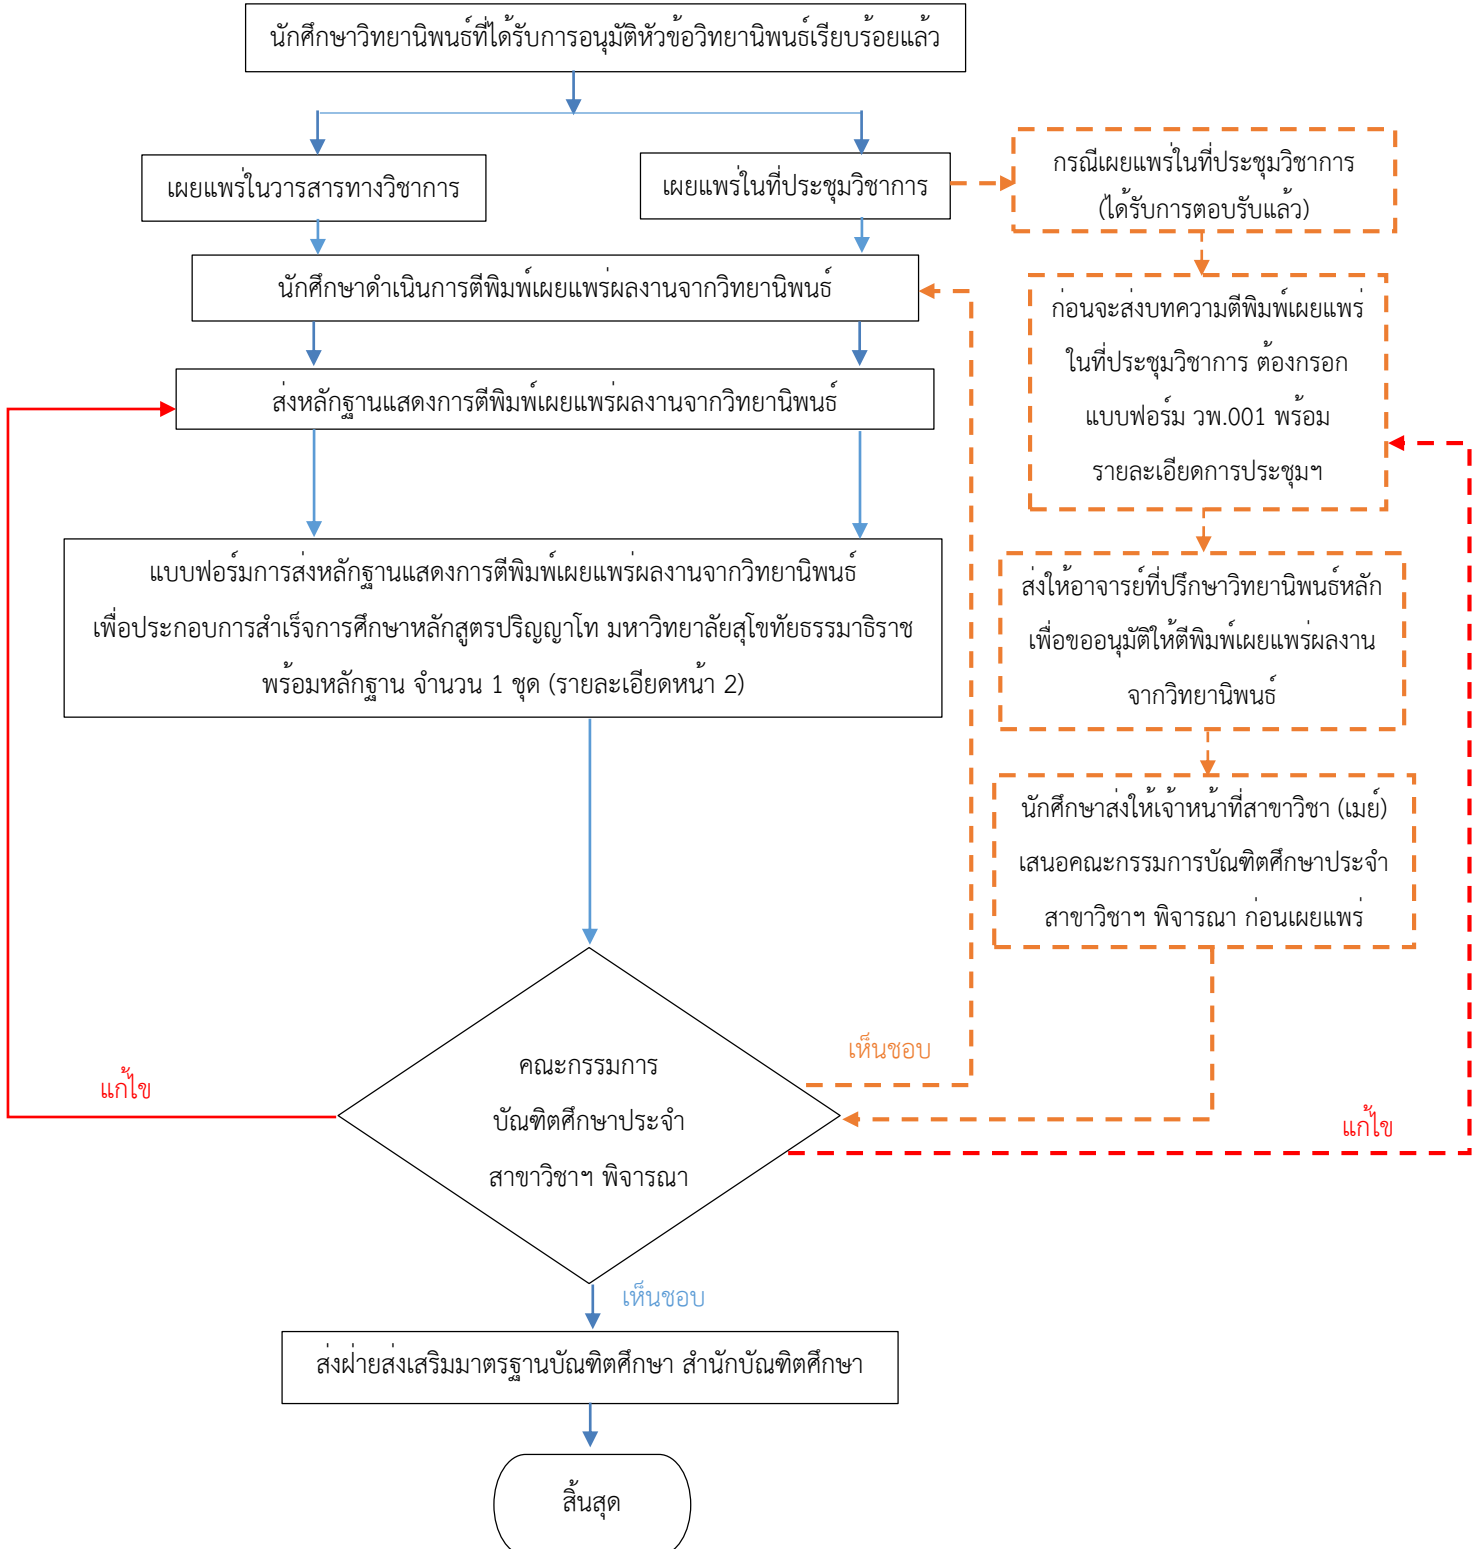 นักศึกษาวิทยานิพนธ์ที่ได้รับการอนุมัติหัวข้อวิทยานิพนธ์เรียบร้อยแล้ว
เผยแพร่ในวารสารทางวิชาการ
เผยแพร่ในที่ประชุมวิชาการ
กรณีเผยแพร่ในที่ประชุมวิชาการ
(ได้รับการตอบรับแล้ว)
นักศึกษาดำเนินการตีพิมพ์เผยแพร่ผลงานจากวิทยานิพนธ์
ส่งหลักฐานแสดงการตีพิมพ์เผยแพร่ผลงานจากวิทยานิพนธ์
ก่อนจะส่งบทความตีพิมพ์เผยแพร่
ในที่ประชุมวิชาการ ต้องกรอก
แบบฟอร์ม วพ.001 พร้อม
รายละเอียดการประชุมฯ
แบบฟอร์มการส่งหลักฐานแสดงการตีพิมพ์เผยแพร่ผลงานจากวิทยานิพนธ์
เพื่อประกอบการสำเร็จการศึกษาหลักสูตรปริญญาโท มหาวิทยาลัยสุโขทัยธรรมาธิราช
พร้อมหลักฐาน จำนวน 1 ชุด (รายละเอียดหน้า 2)
ส่งให้อาจารย์ที่ปรึกษาวิทยานิพนธ์หลัก
เพื่อขออนุมัติให้ตีพิมพ์เผยแพร่ผลงาน
จากวิทยานิพนธ์
นักศึกษาส่งให้เจ้าหน้าที่สาขาวิชา (เมย์)
เสนอคณะกรรมการบัณฑิตศึกษาประจำ
สาขาวิชาฯ พิจารณา ก่อนเผยแพร่
เห็นชอบ
แก้ไข
คณะกรรมการ
บัณฑิตศึกษาประจำ
สาขาวิชาฯ พิจารณา
แก้ไข
เห็นชอบ
ส่งฝ่ายส่งเสริมมาตรฐานบัณฑิตศึกษา สำนักบัณฑิตศึกษา
สิ้นสุด